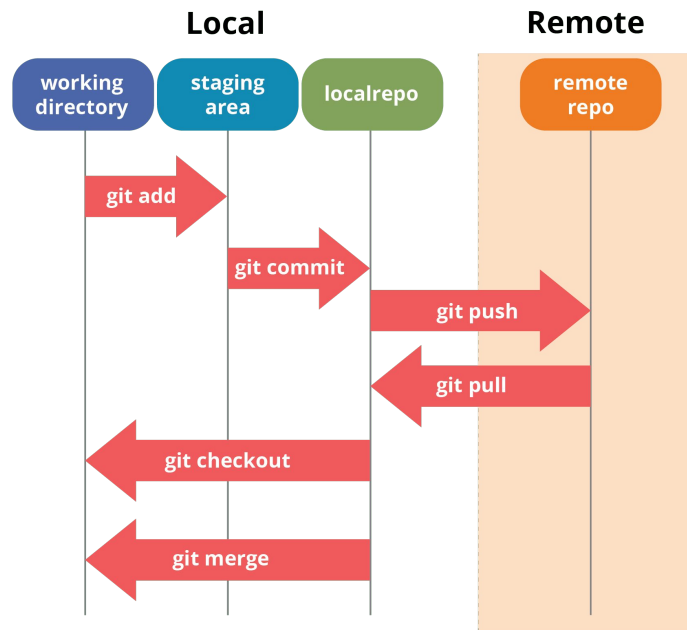 Local
Remote
working
directory
staging
area
localrepo
remote
repo
git add
git commit
git push
git pull
git checkout
git merge